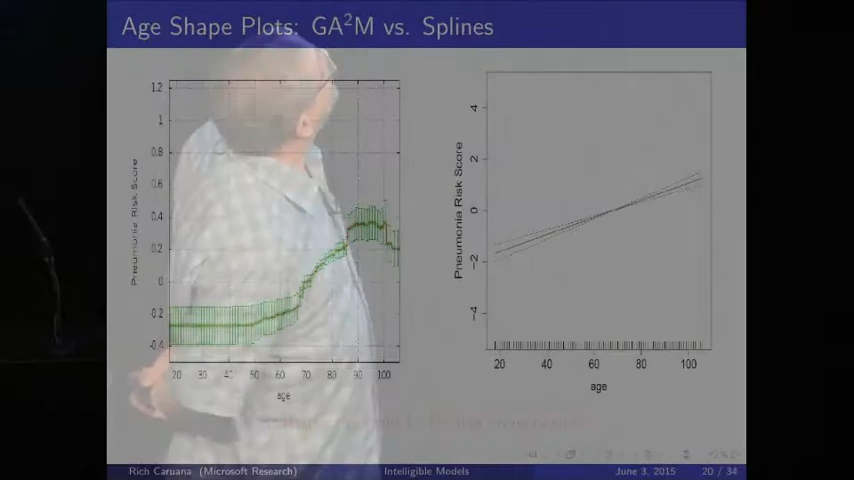 Age Shape Plots: GA²M vs. Splines
1.2
1
0.8
0.6
0.4
0.2
0
-0.2
-0.4
Pneumonia Risk Score
20 30 40 50 60 70 80 90 100
age
4
2
0
-2
-4
Pneumonia Risk Score
20 40 60 80 100
age
Rich Caruana (Microsoft Research) Intelligible Models June 3, 2015 20 / 34